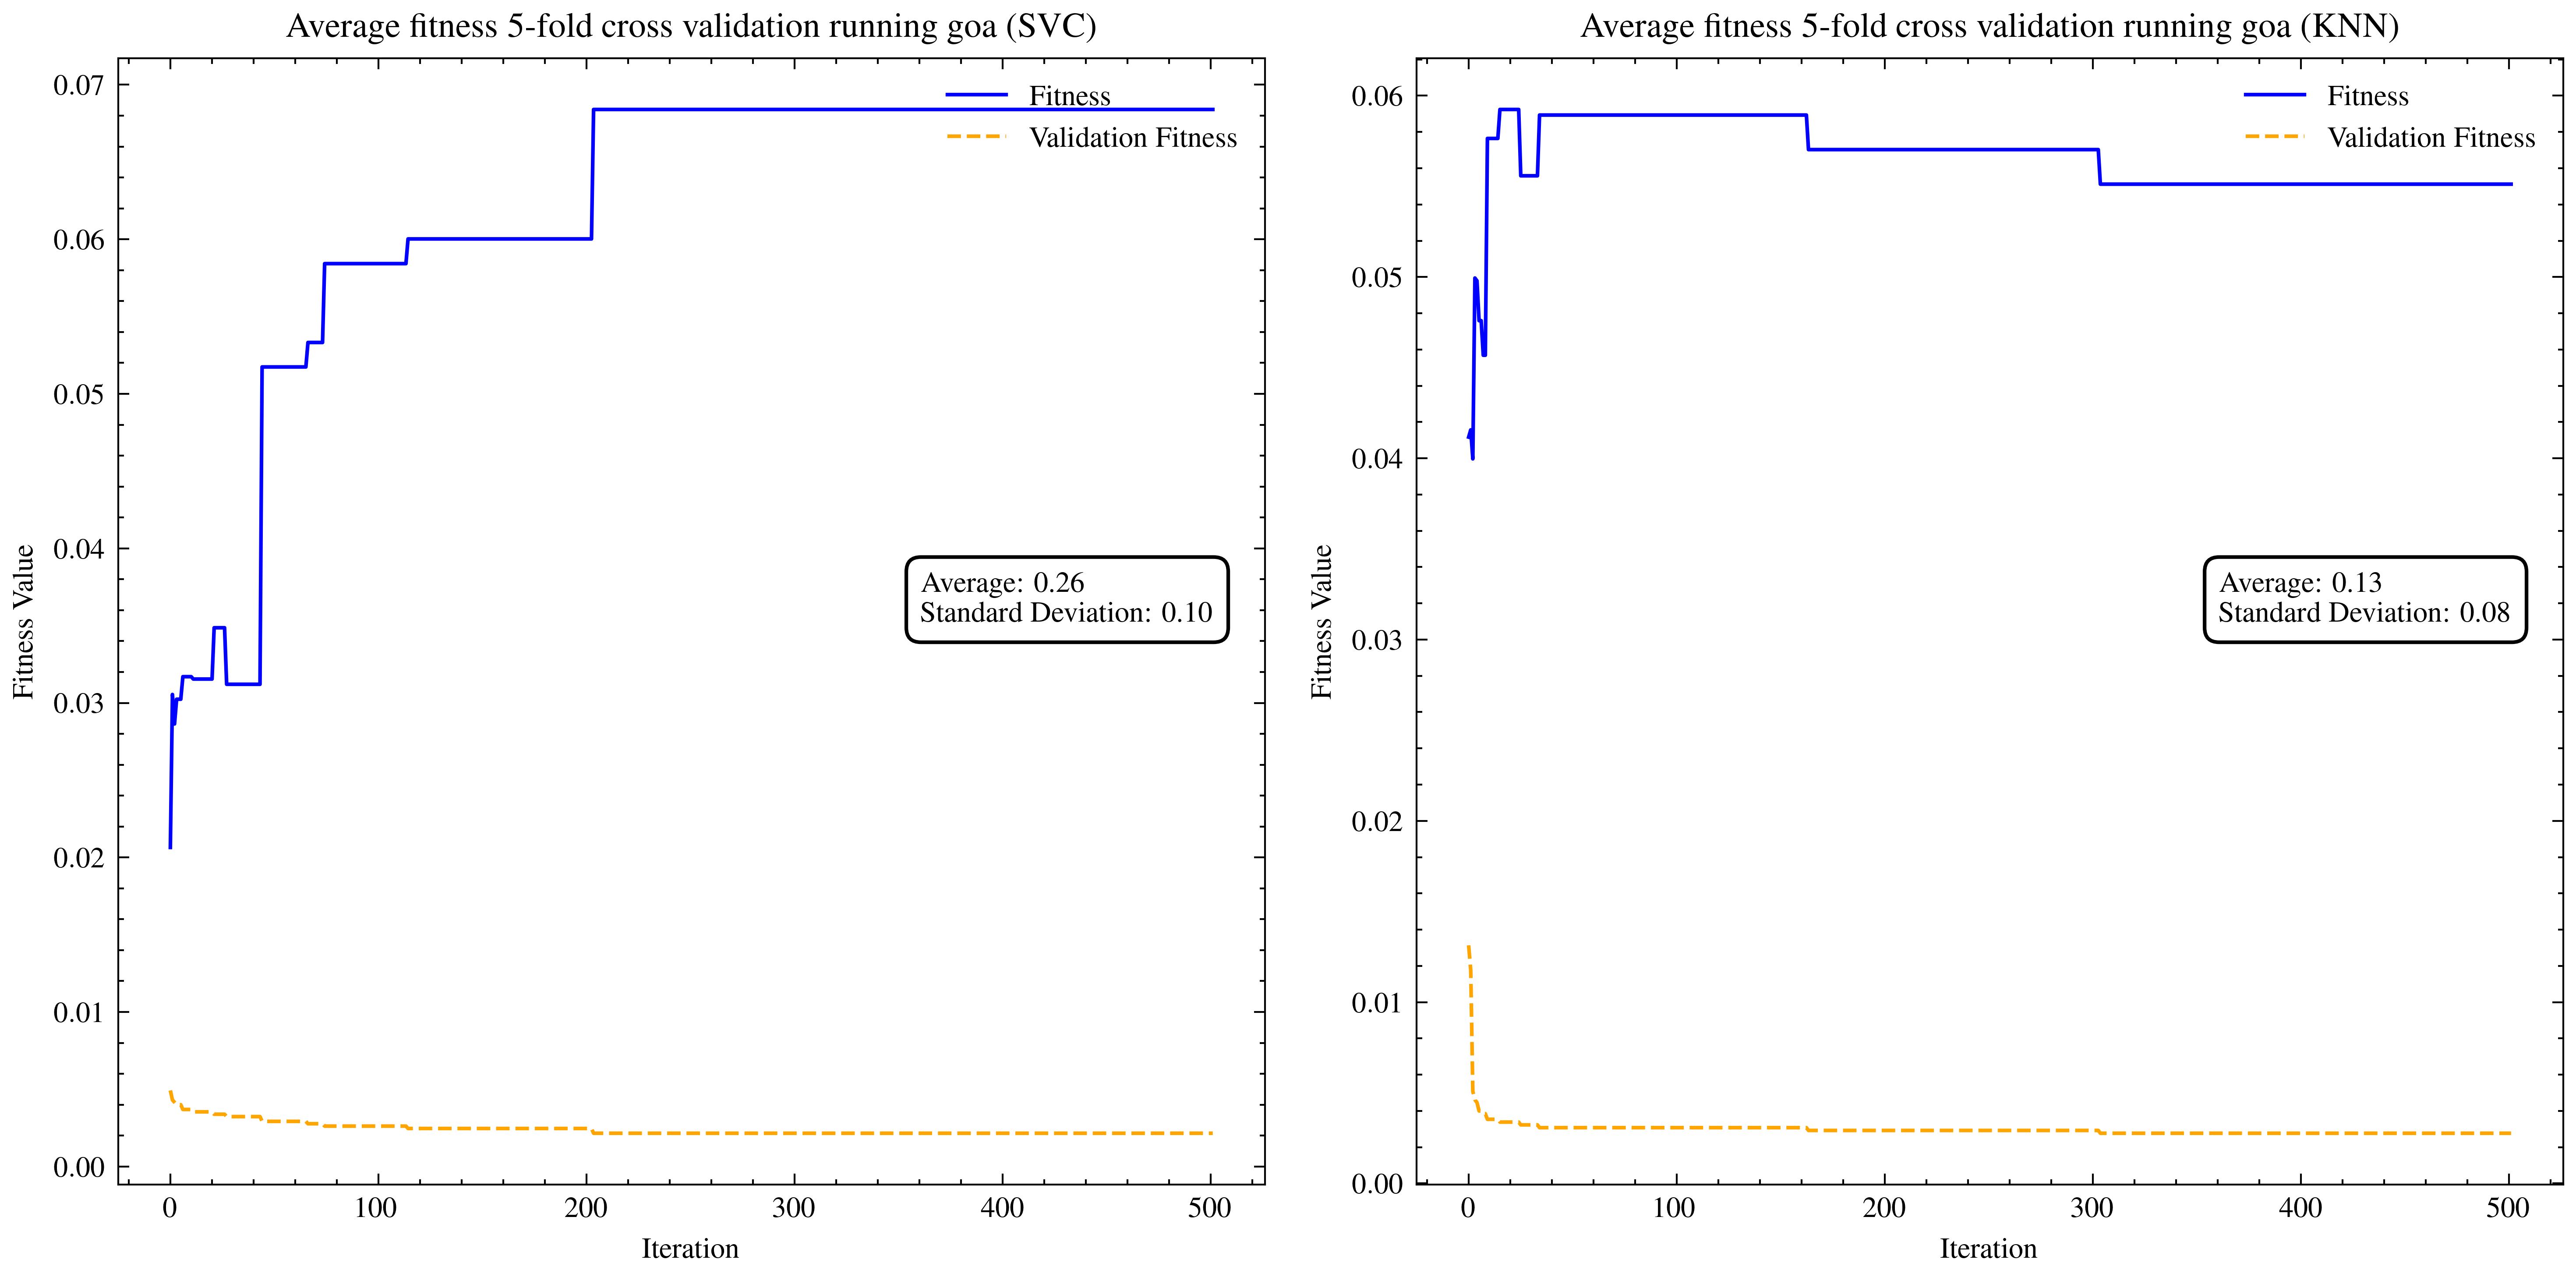 Average fitness 5-fold cross validation running goa (SVC)
Fitness Value
0.07
0.06
0.05
0.04
0.03
0.02
0.01
0.00
Fitness
Validation Fitness
Average: 0.26
Standard Deviation: 0.10
0 100 200 300 400 500
Iteration
Average fitness 5-fold cross validation running goa (KNN)
Fitness Value
0.06
0.05
0.04
0.03
0.02
0.01
0.00
Fitness
Validation Fitness
Average: 0.13
Standard Deviation: 0.08
0 100 200 300 400 500
Iteration